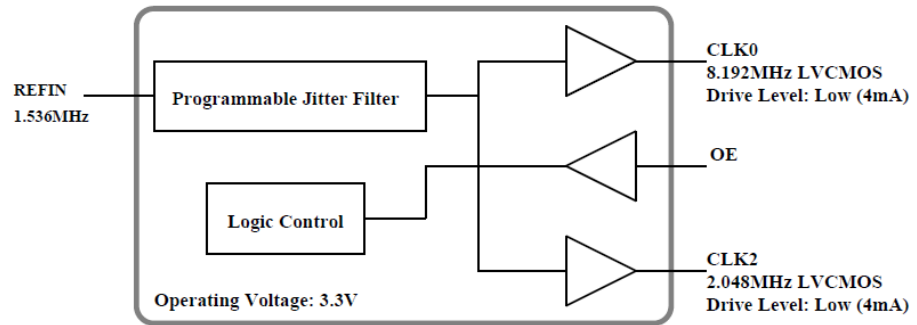 REFIN
1.536MHz
Programmable Jitter Filter
Logic Control
Operating Voltage: 3.3V
CLK0
8.192MHz LVCMOS
Drive Level: Low (4mA)
OE
CLK2
2.048MHz LVCMOS
Drive Level: Low (4mA)